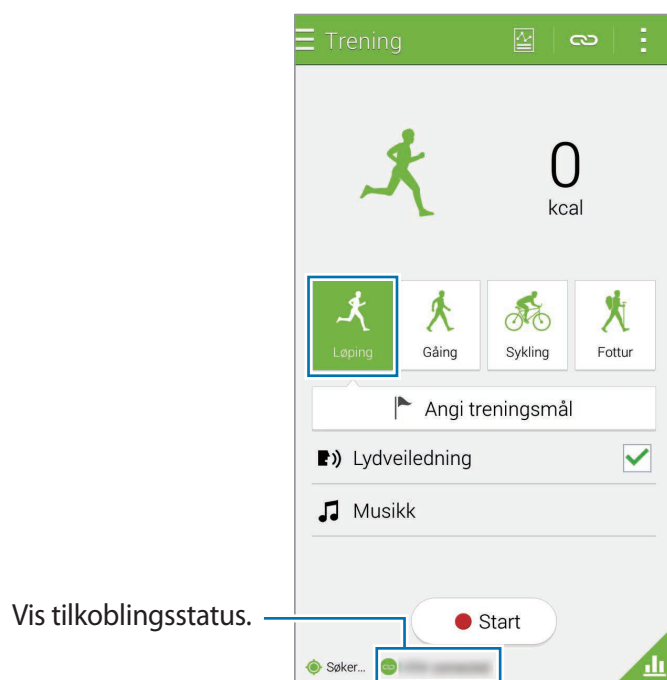 Trening
0
kcal
Løping
Gåing
Sykling
Fottur
Angi treningsmål
Lydveiledning
Musikk
Vis tilkoblingsstatus.
Start
Søker...